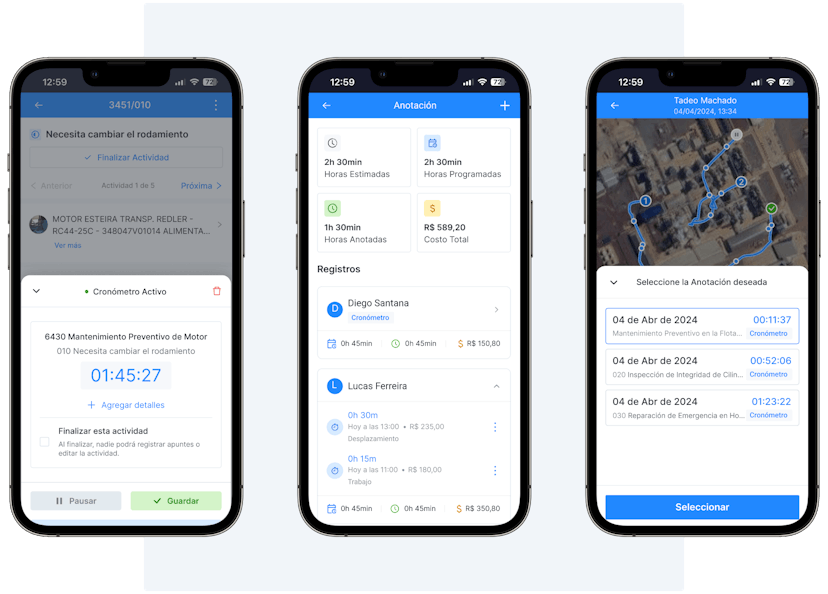 12:59
72
3451/010
Necesita cambiar el rodamiento
Finalizar Actividad
Anterior
Actividad 1 de 5
Próxima
MOTOR ESTEIRA TRANSP. REDLER -
RC44-25C - 348047V01014 ALIMENTA...
Ver más
Cronómetro Activo
6430 Mantenimiento Preventivo de Motor
010 Necesita cambiar el rodamiento
01:45:27
Agregar detalles
Finalizar esta actividad
Al finalizar, nadie podrá registrar apuntes o
editar la actividad.
Pausar
Guardar
12:59
72
Anotación
2h 30min
Horas Estimadas
2h 30min
Horas Programadas
1h 30min
Horas Anotadas
R$ 589,20
Costo Total
Registros
D
Diego Santana
Cronómetro
0h 45min
0h 45min
R$ 150,80
L
Lucas Ferreira
0h 30m
Hoy a las 13:00 • R$ 235,00
Desplazamiento
0h 15m
Hoy a las 11:00 • R$ 180,00
Trabajo
0h 45min
0h 45min
R$ 350,80
12:59
72
Tadeo Machado
04/04/2024, 13:34
H
2
1
Seleccione la Anotación deseada
04 de Abr de 2024
00:11:37
Mantenimiento Preventivo en la Flota...
Cronómetro
04 de Abr de 2024
00:52:06
020 Inspección de Integridad de Cilin...
Cronómetro
04 de Abr de 2024
01:23:22
030 Reparación de Emergencia en Ho...
Cronómetro
Seleccionar